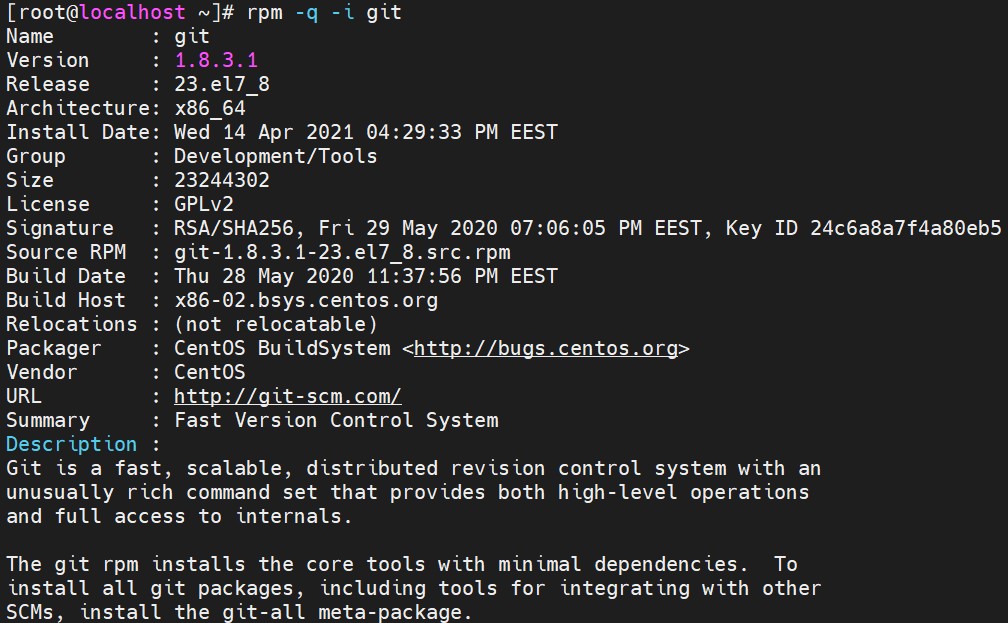 [root@localhost ~]# rpm -q -i git
Name        : git
Version     : 1.8.3.1
Release     : 23.el7_8
Architecture: x86_64
Install Date: Wed 14 Apr 2021 04:29:33 PM EEST
Group       : Development/Tools
Size        : 23244302
License     : GPLv2
Signature   : RSA/SHA256, Fri 29 May 2020 07:06:05 PM EEST, Key ID 24c6a8a7f4a80eb5
Source RPM  : git-1.8.3.1-23.el7_8.src.rpm
Build Date  : Thu 28 May 2020 11:37:56 PM EEST
Build Host  : x86-02.bsys.centos.org
Relocations : (not relocatable)
Packager    : CentOS BuildSystem <http://bugs.centos.org>
Vendor      : CentOS
URL         : http://git-scm.com/
Summary     : Fast Version Control System
Description :
Git is a fast, scalable, distributed revision control system with an
unusually rich command set that provides both high-level operations
and full access to internals.

The git rpm installs the core tools with minimal dependencies.  To
install all git packages, including tools for integrating with other
SCMs, install the git-all meta-package.